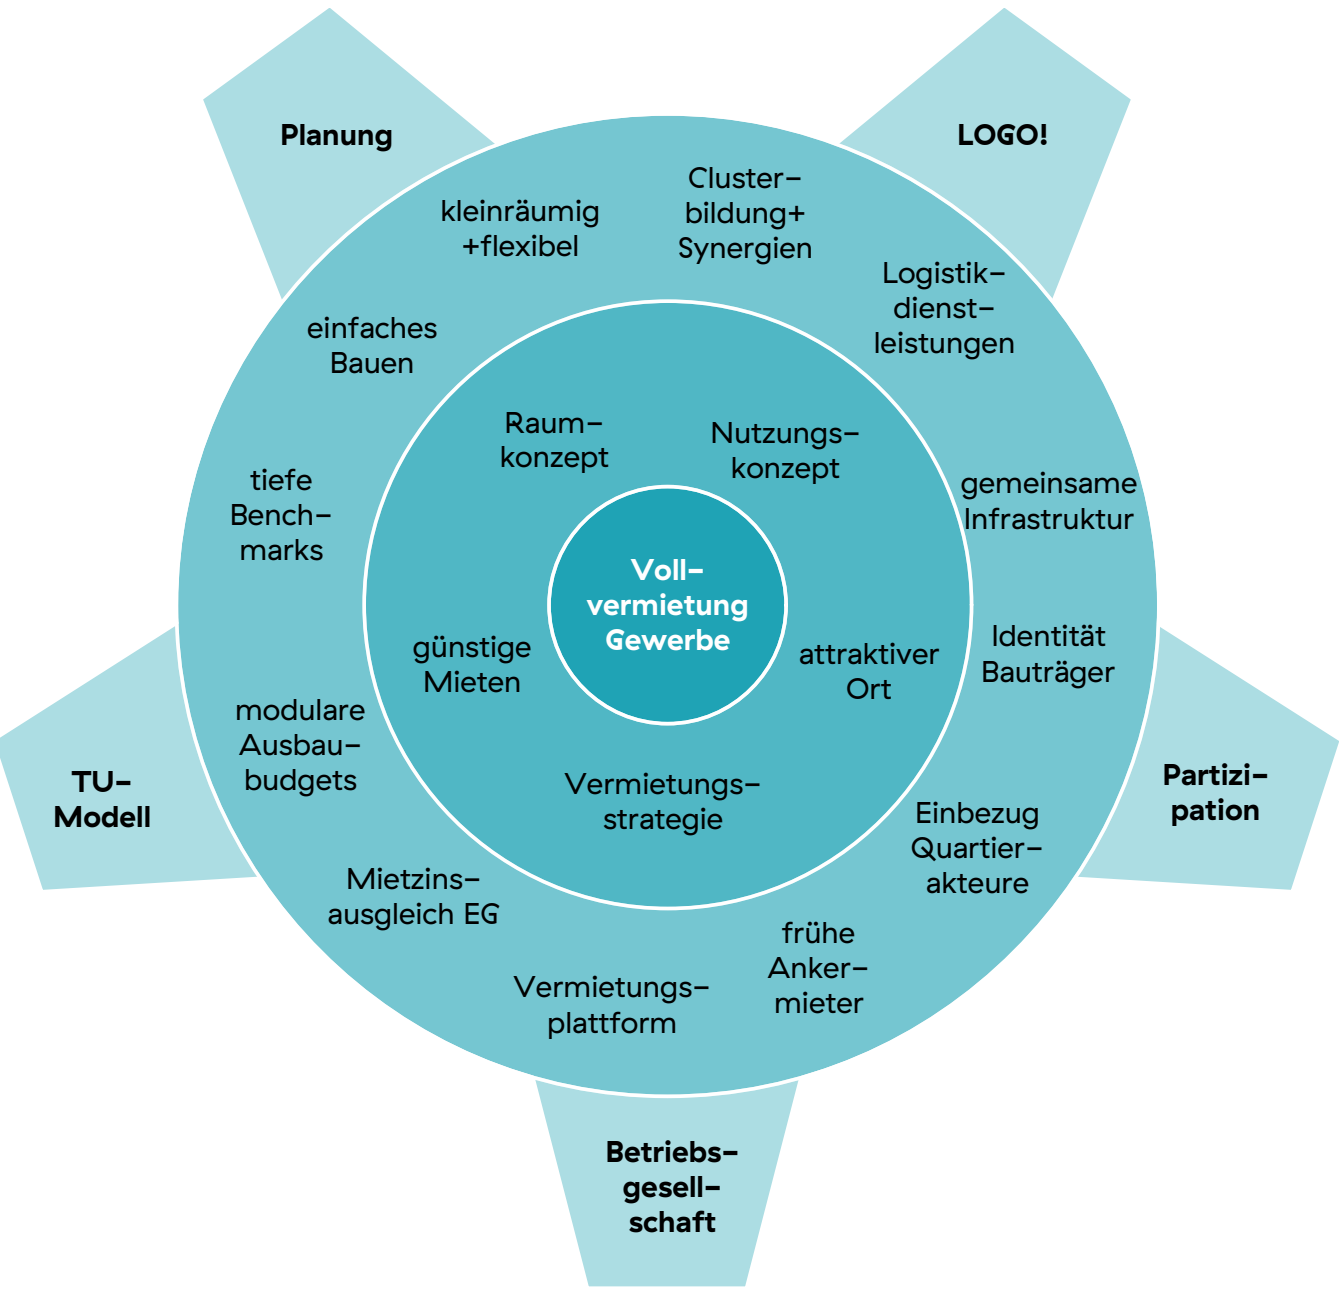 Planung
LOGO!
Cluster–
bildung+
Synergien
kleinräumig
+flexibel
Logistik–
dienst–
leistungen
einfaches
Bauen
Raum–
konzept
Nutzungs–
konzept
tiefe
Bench–
marks
gemeinsame
Infrastruktur
Voll–
vermietung
Gewerbe
günstige
Mieten
attraktiver
Ort
Identität
Bauträger
modulare
Ausbau–
budgets
TU–
Modell
Vermietungs–
strategie
Partizi–
pation
Einbezug
Quartier–
akteure
Mietzins–
ausgleich EG
frühe
Anker–
mieter
Vermietungs–
plattform
Betriebs–
gesell–
schaft